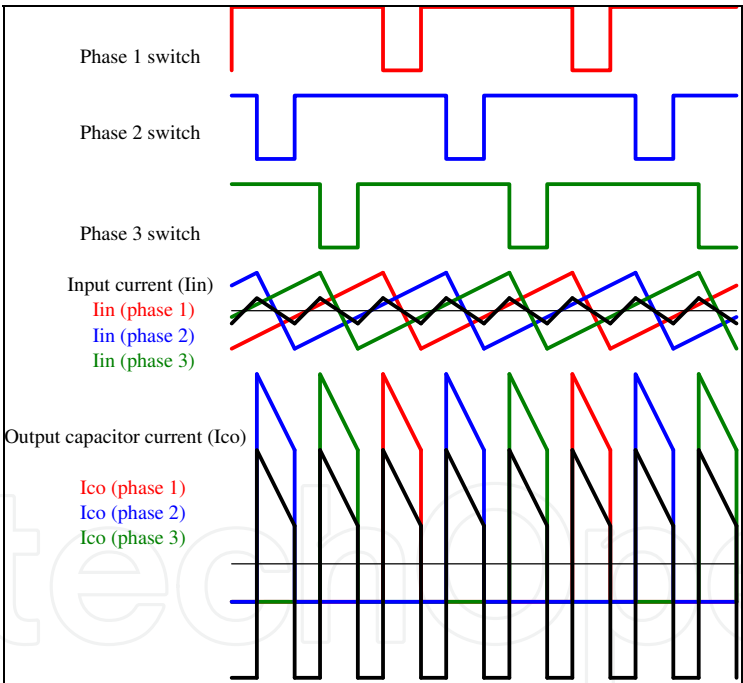 Phase 1 switch
Phase 2 switch
Phase 3 switch
Input current (Iin)
Iin (phase 1)
Iin (phase 2)
Iin (phase 3)
Output capacitor current (Ico)
Ico (phase 1)
Ico (phase 2)
Ico (phase 3)